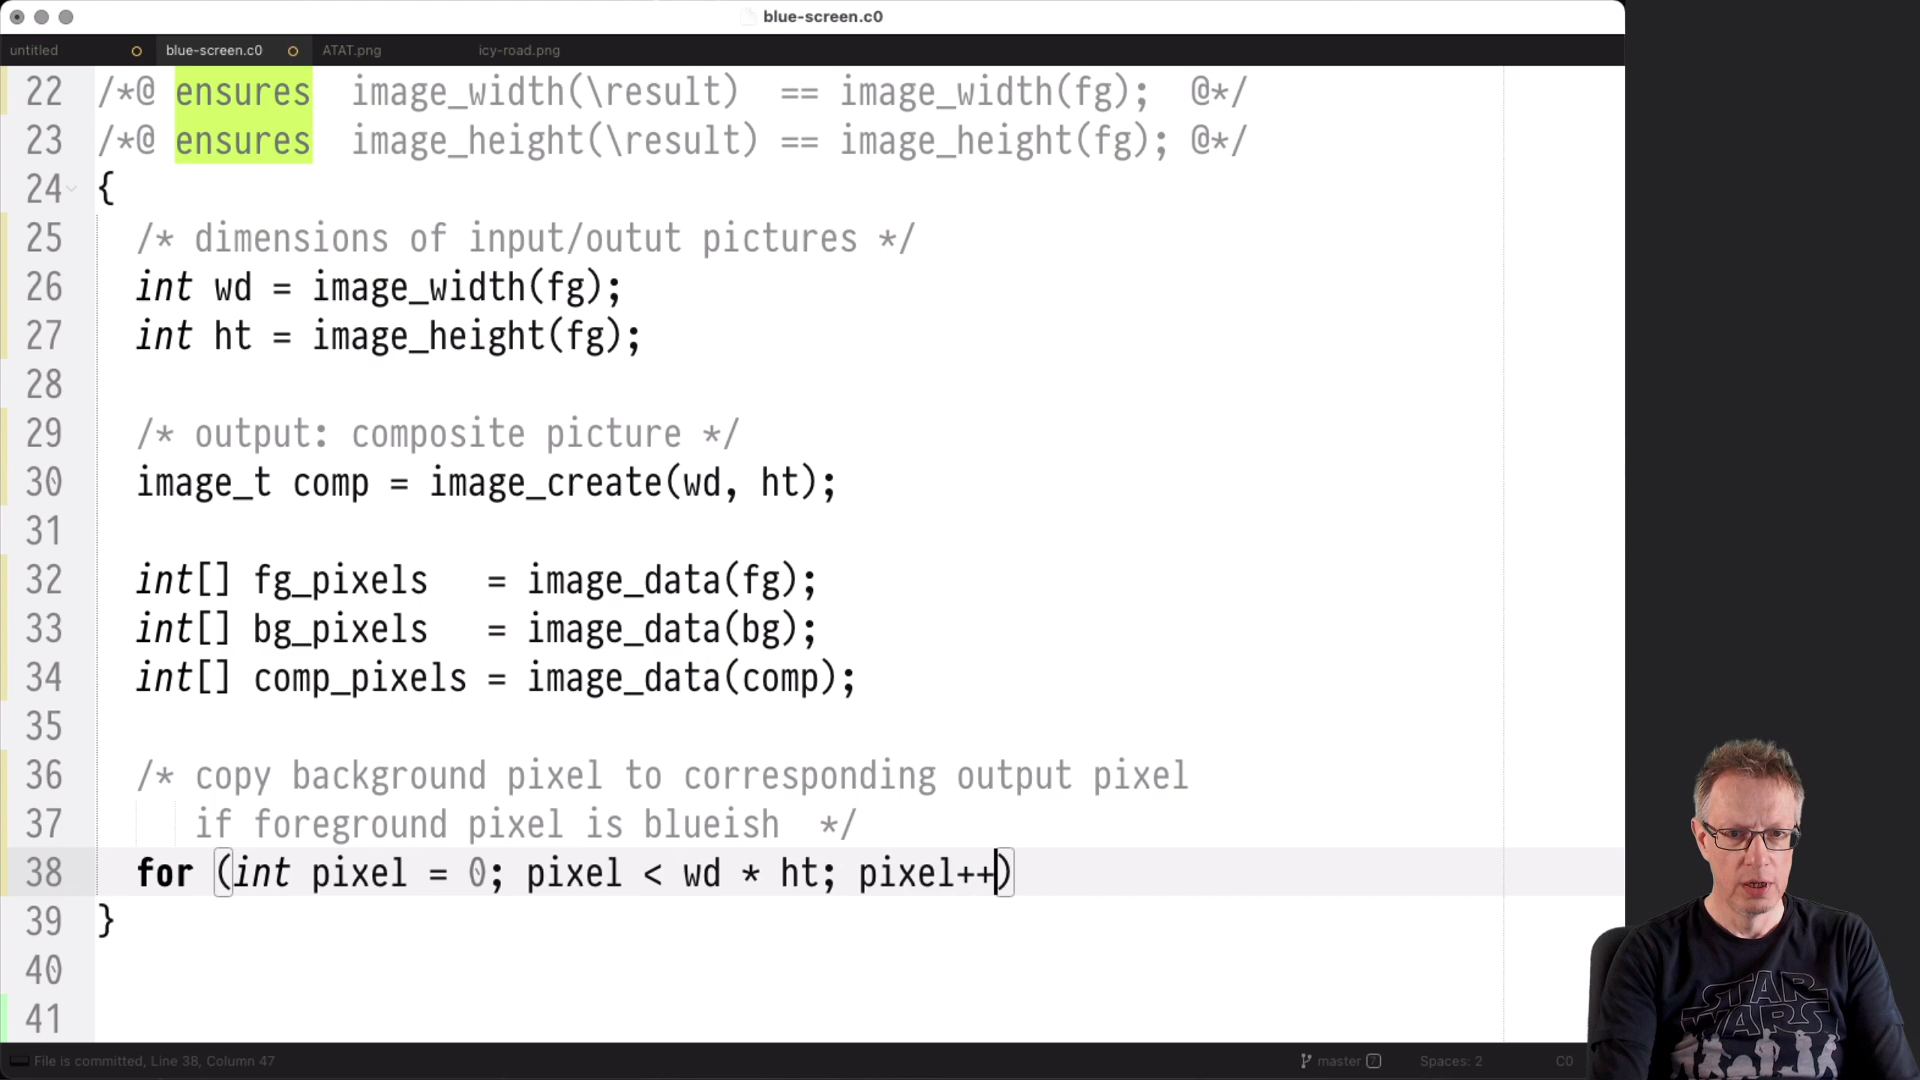 blue-screen.c0
untitled blue-screen.c0 ATAT.png icy-road.png
22 /*@ ensures image_width(\result) == image_width(fg); @*/
23 /*@ ensures image_height(\result) == image_height(fg); @*/
24 {
25 /* dimensions of input/outut pictures */
26 int wd = image_width(fg);
27 int ht = image_height(fg);
28
29 /* output: composite picture */
30 image_t comp = image_create(wd, ht);
31
32 int[] fg_pixels = image_data(fg);
33 int[] bg_pixels = image_data(bg);
34 int[] comp_pixels = image_data(comp);
35
36 /* copy background pixel to corresponding output pixel
37 if foreground pixel is blueish */
38 for (int pixel = 0; pixel < wd * ht; pixel++)
39 }
40
41
File is committed, Line 38, Column 47 master 7 Spaces: 2 C0
STAR
WARS